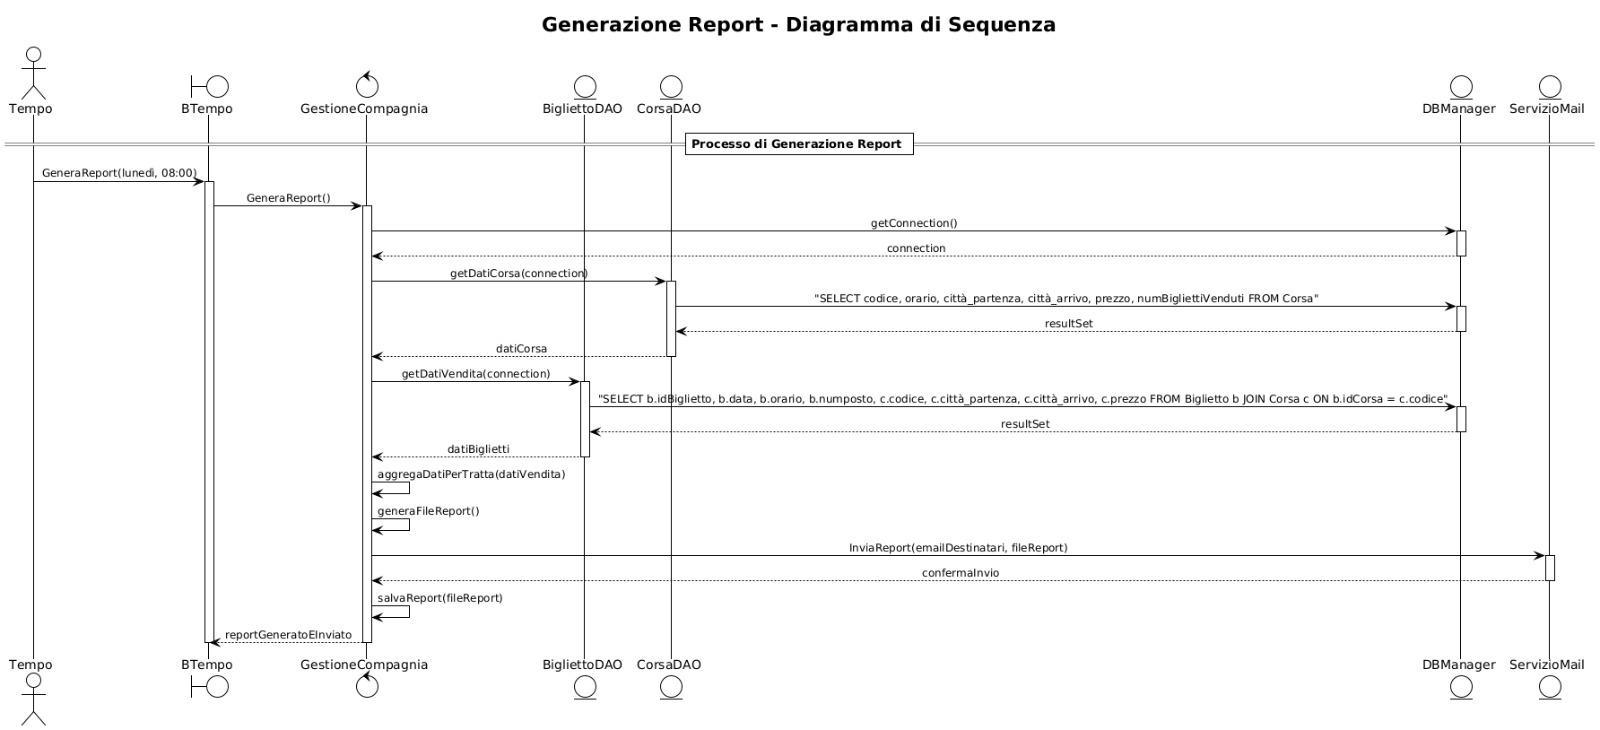 Generazione Report - Diagramma di Sequenza
Tempo
BTempo
GestioneCompagnia
BigliettoDAO
CorsaDAO
DBManager
ServizioMail
Processo di Generazione Report
GeneraReport(lunedì, 08:00)
GeneraReport()
getConnection()
connection
getDatiCorsa(connection)
"SELECT codice, orario, città_partenza, città_arrivo, prezzo, numBigliettiVenduti FROM Corsa"
resultSet
datiCorsa
getDatiVendita(connection)
"SELECT b.idBiglietto, b.data, b.orario, b.numposto, c.codice, c.città_partenza, c.città_arrivo, c.prezzo FROM Biglietto b JOIN Corsa c ON b.idCorsa = c.codice"
resultSet
datiBiglietti
aggregaDatiPerTratta(datiVendita)
generaFileReport()
InviaReport(emailDestinatari, fileReport)
confermaInvio
salvaReport(fileReport)
reportGeneratoEInviato
Tempo
BTempo
GestioneCompagnia
BigliettoDAO
CorsaDAO
DBManager
ServizioMail